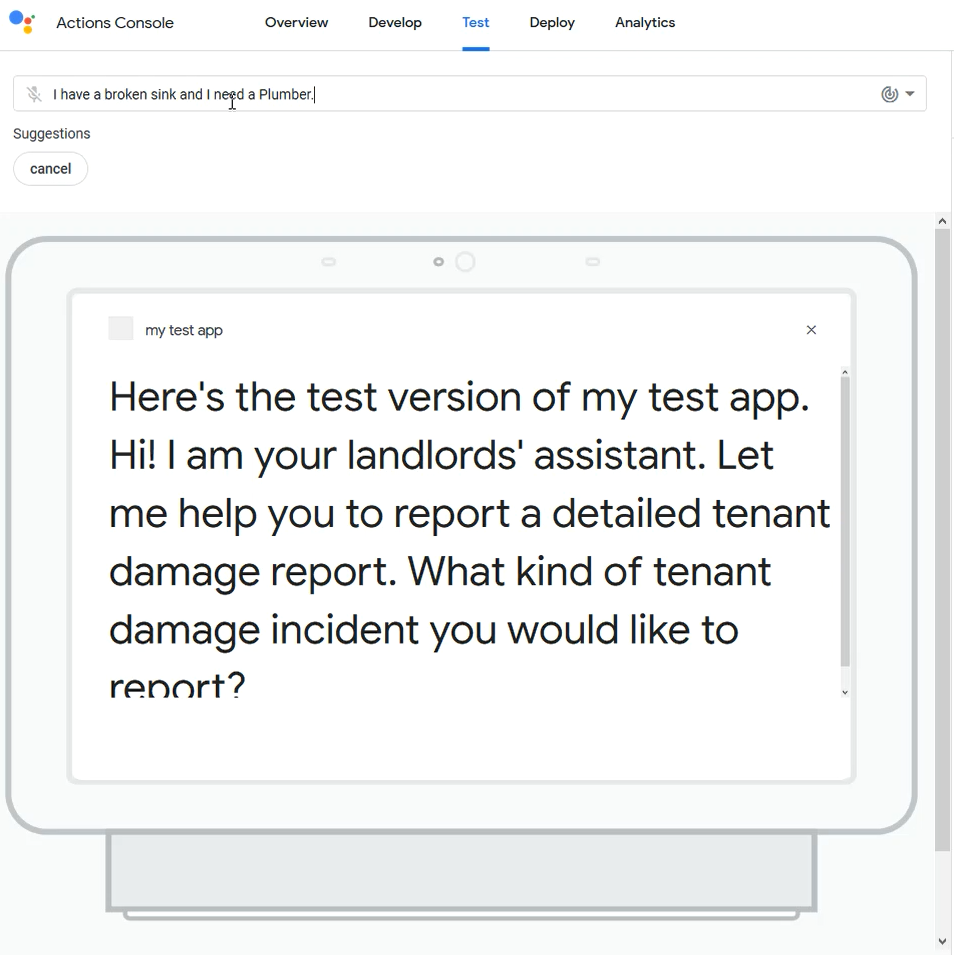 Actions Console Overview Develop Test Deploy Analytics
I have a broken sink and I need a Plumber.
Suggestions
cancel
my test app
Here's the test version of my test app.
Hi! I am your landlords' assistant. Let
me help you to report a detailed tenant
damage report. What kind of tenant
damage incident you would like to
report?